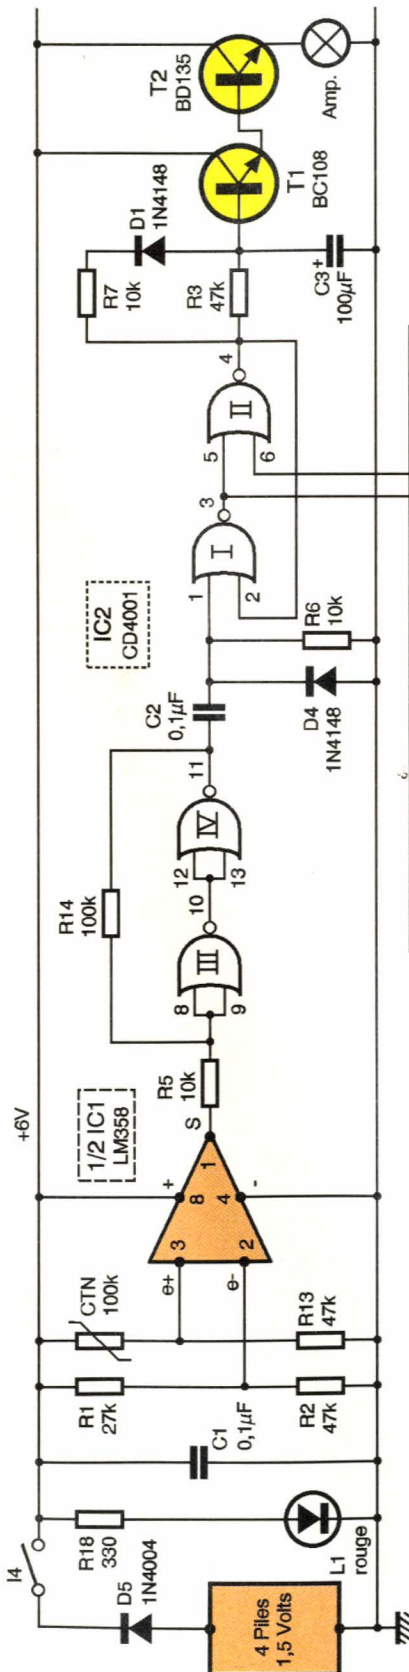 I4
D5
1N4004
4 Piles
1,5 Volts
R18
330
L1
rouge
C1
0,1µF
R1
27k
R2
47k
CTN
100k
R13
47k
+6V
1/2 IC1
LM358
e+
e-
3
2
8
+
4
-
1
S
R5
10k
R14
100k
8
9
III
10
12
13
IV
11
C2
0,1µF
D4
1N4148
R6
10k
IC2
CD4001
1
2
I
3
5
6
II
4
R7
10k
R3
47k
D1
1N4148
C3
+
100µF
T1
BC108
T2
BD135
Amp.